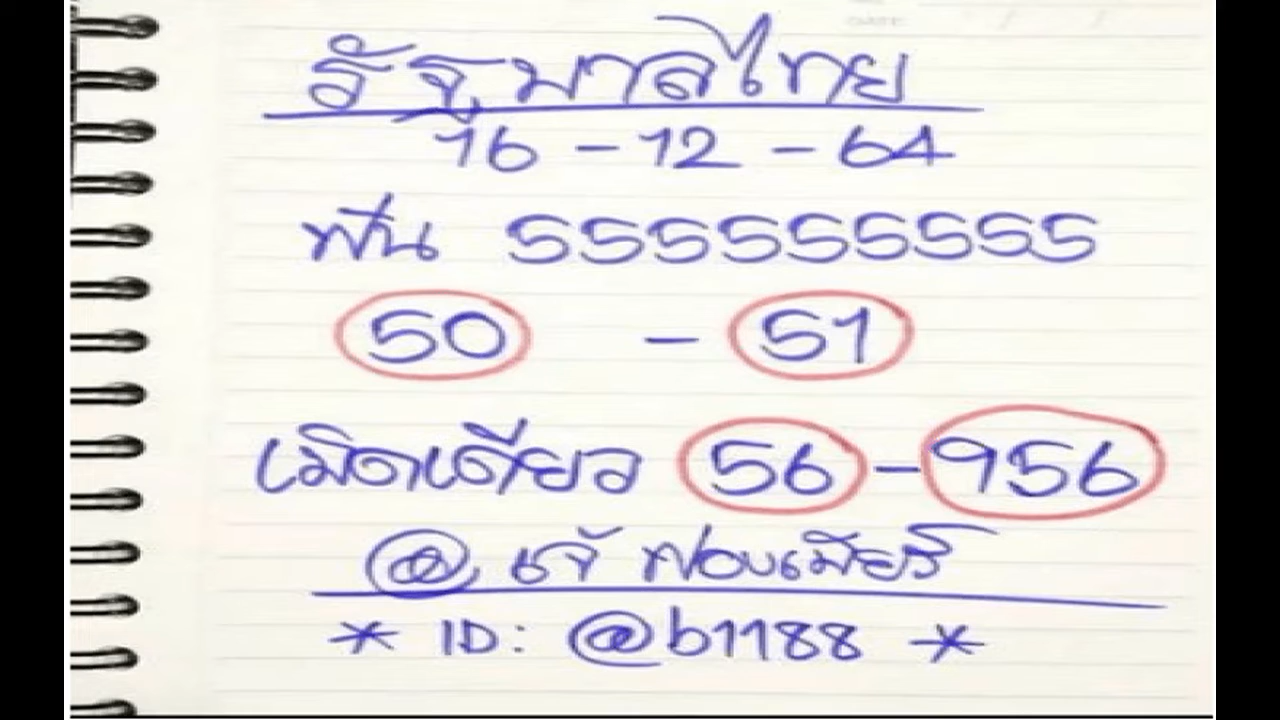 รัฐบาลไทย
16 - 12 - 64
ฟัน 5555555555
50 - 51
เม็ดเดียว 56 - 956
@ เจ๊ ฟองเบียร์
* ID: @b1188 *